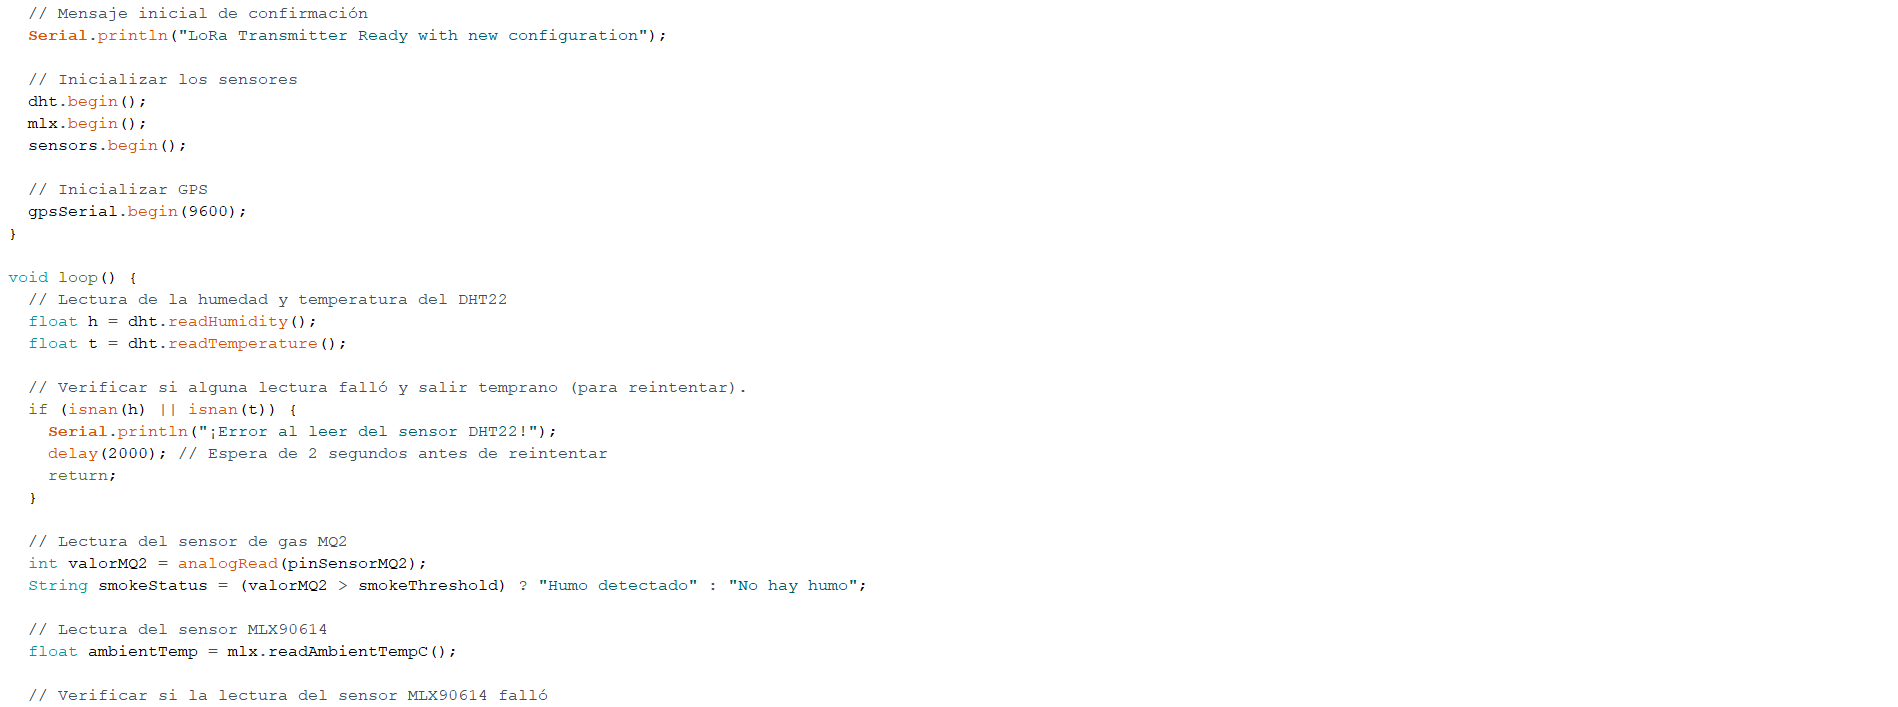 // Mensaje inicial de confirmación
Serial.println("LoRa Transmitter Ready with new configuration");
// Inicializar los sensores
dht.begin();
mlx.begin();
sensors.begin();
// Inicializar GPS
gpsSerial.begin(9600);
}
void loop() {
// Lectura de la humedad y temperatura del DHT22
float h = dht.readHumidity();
float t = dht.readTemperature();
// Verificar si alguna lectura falló y salir temprano (para reintentar).
if (isnan(h) || isnan(t)) {
Serial.println("¡Error al leer del sensor DHT22!");
delay(2000); // Espera de 2 segundos antes de reintentar
return;
}
// Lectura del sensor de gas MQ2
int valorMQ2 = analogRead(pinSensorMQ2);
String smokeStatus = (valorMQ2 > smokeThreshold) ? "Humo detectado" : "No hay humo";
// Lectura del sensor MLX90614
float ambientTemp = mlx.readAmbientTempC();
// Verificar si la lectura del sensor MLX90614 falló